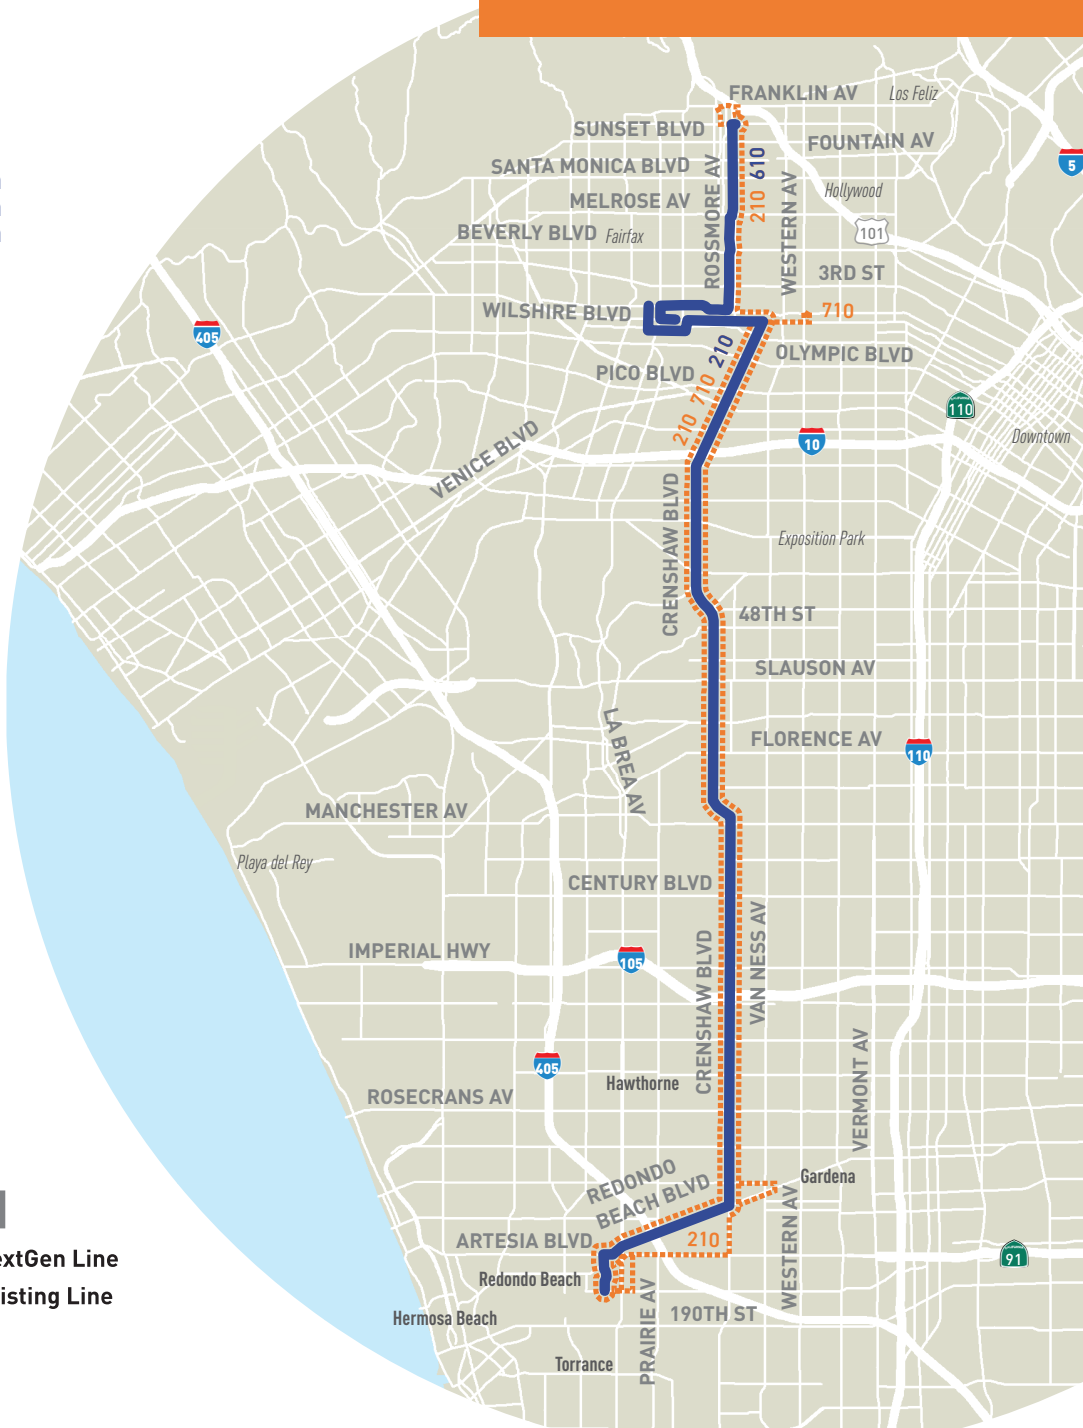 FRANKLIN AV
Los Feliz
SUNSET BLVD
FOUNTAIN AV
5
SANTA MONICA BLVD
610
210
ROSSMORE AV
WESTERN AV
Hollywood
MELROSE AV
BEVERLY BLVD
Fairfax
101
3RD ST
WILSHIRE BLVD
710
405
210
OLYMPIC BLVD
PICO BLVD
210 710
110
10
Downtown
VENICE BLVD
CRENSHAW BLVD
Exposition Park
48TH ST
SLAUSON AV
LA BREA AV
FLORENCE AV
110
MANCHESTER AV
Playa del Rey
CENTURY BLVD
VAN NESS AV
IMPERIAL HWY
105
CRENSHAW BLVD
405
Hawthorne
VERMONT AV
ROSECRANS AV
REDONDO
BEACH BLVD
Gardena
WESTERN AV
ARTESIA BLVD
210
91
extGen Line
Redondo Beach
isting Line
PRAIRIE AV
190TH ST
Hermosa Beach
Torrance